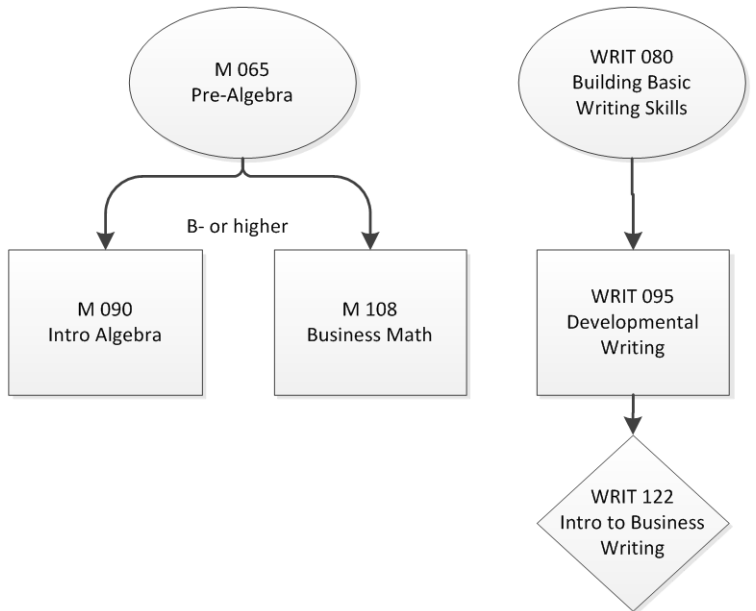 M 065
Pre-Algebra
B- or higher
M 090
Intro Algebra
M 108
Business Math
WRIT 080
Building Basic
Writing Skills
WRIT 095
Developmental
Writing
WRIT 122
Intro to Business
Writing